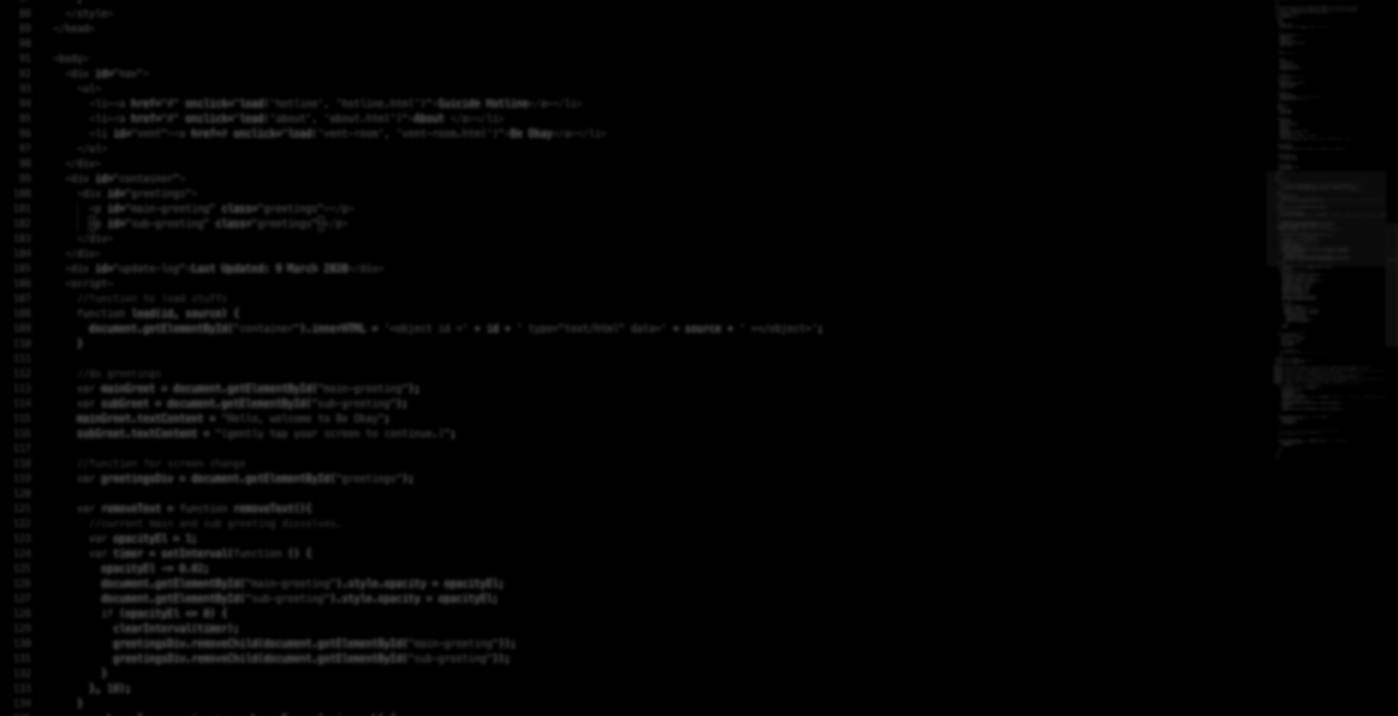 88 </style>
89 </head>
90
91 <body>
92 <div id="nav">
93 <ul>
94 <li><a href="#" onclick="load('hotline', 'hotline.html')">Suicide Hotline</a></li>
95 <li><a href="#" onclick="load('about', 'about.html')">About </a></li>
96 <li id="vent"><a href=# onclick="load('vent-room', 'vent-room.html')">Be Okay</a></li>
97 </ul>
98 </div>
99 <div id="container">
100 <div id="greetings">
101 <p id="main-greeting" class="greetings"></p>
102 <p id="sub-greeting" class="greetings"></p>
103 </div>
104 </div>
105 <div id="update-log">Last Updated: 9 March 2020</div>
106 <script>
107 //function to load stuffs
108 function load(id, source) {
109 document.getElementById("container").innerHTML = '<object id =' + id + ' type="text/html" data=' + source + ' ></object>';
110 }
111
112 //do greetings
113 var mainGreet = document.getElementById("main-greeting");
114 var subGreet = document.getElementById("sub-greeting");
115 mainGreet.textContent = "Hello, welcome to Be Okay";
116 subGreet.textContent = "(gently tap your screen to continue.)";
117
118 //function for screen change
119 var greetingsDiv = document.getElementById("greetings");
120
121 var removeText = function removeText(){
122 //current main and sub greeting dissolves.
123 var opacityEl = 1;
124 var timer = setInterval(function () {
125 opacityEl -= 0.02;
126 document.getElementById("main-greeting").style.opacity = opacityEl;
127 document.getElementById("sub-greeting").style.opacity = opacityEl;
128 if (opacityEl <= 0) {
129 clearInterval(timer);
130 greetingsDiv.removeChild(document.getElementById("main-greeting"));
131 greetingsDiv.removeChild(document.getElementById("sub-greeting"));
132 }
133 }, 10);
134 }